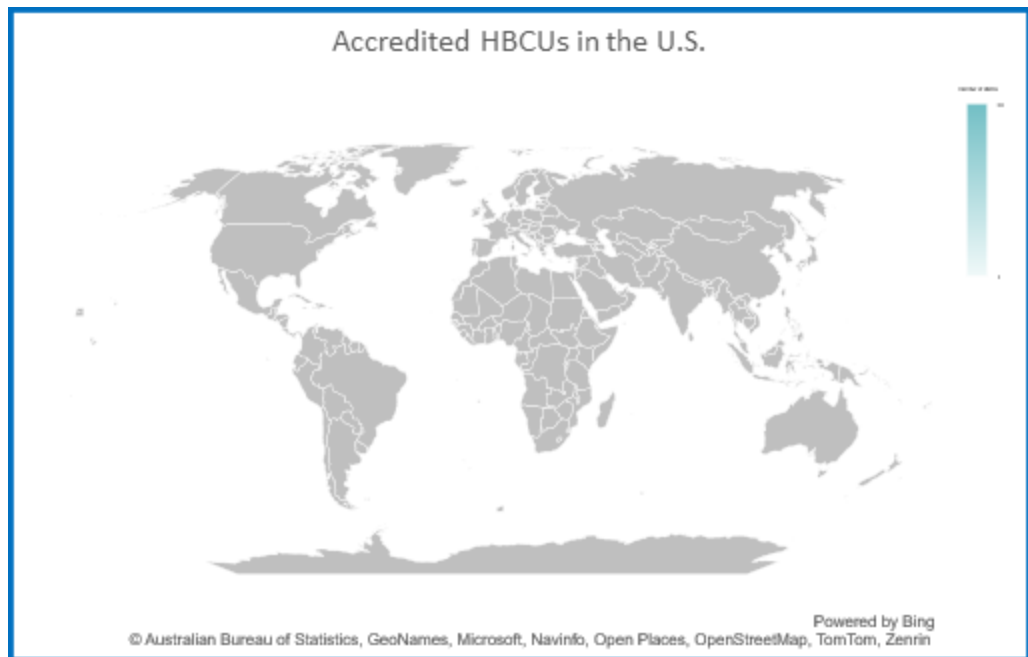 Accredited HBCUs in the U.S.
Powered by Bing
© Australian Bureau of Statistics, GeoNames, Microsoft, Navinfo, Open Places, OpenStreetMap, TomTom, Zenrin